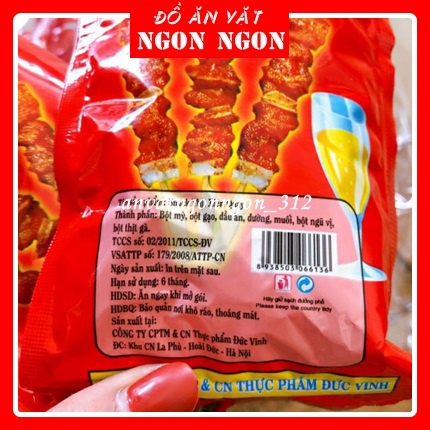 ĐỒ ĂN VẶT
NGON NGON
anvatngonngon_312
Thành phần: Bột mỳ, bột gạo, dầu ăn, đường, muối, bột ngũ vị,
bột thịt gà.
TCCS số: 02/2011/TCCS-ĐV
VSATTP số: 179/2008/ATTP-CN
Ngày sản xuất: In trên mặt sau.
Hạn sử dụng: 6 tháng.
HDSD: Ăn ngay khi mở gói.
HDBQ: Bảo quản nơi khô ráo, thoáng mát.
Sản xuất tại:
CÔNG TY CPTM & CN Thực phẩm Đức Vinh
ĐC: Khu CN La Phù - Hoài Đức - Hà Nội
8 938503 066136
Hãy giữ sạch đường phố
Please keep the country tidy
& CN THỰC PHẨM ĐỨC VINH